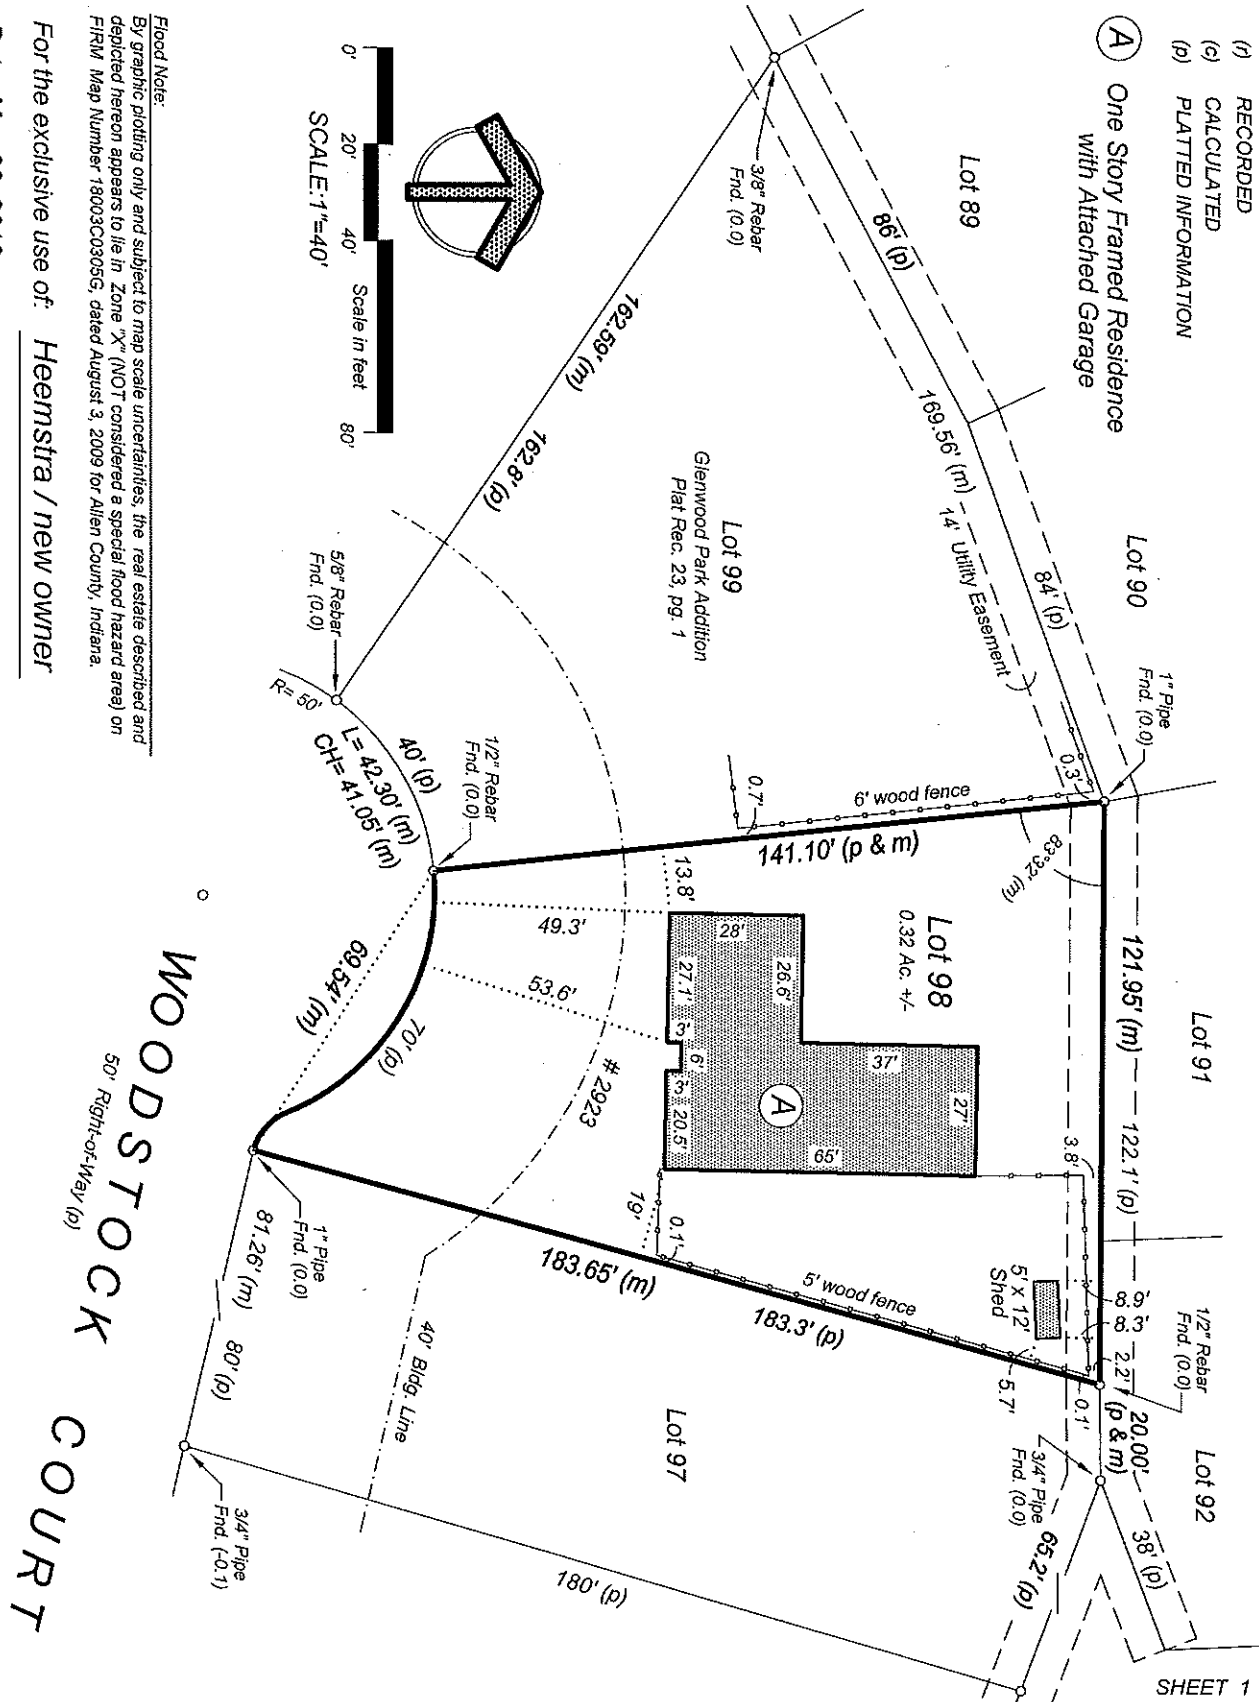 (r) RECORDED
(c) CALCULATED
(p) PLATTED INFORMATION
A One Story Framed Residence
with Attached Garage
Lot 89
Lot 90
Lot 91
Lot 92
3/8" Rebar
Fnd. (0.0)
86' (p)
169.56' (m)
14' Utility Easement
84' (p)
1" Pipe
Fnd. (0.0)
0.3'
83°32' (m)
121.95' (m)
122.1' (p)
3.8'
8.9'
8.3'
1/2" Rebar
Fnd. (0.0)
2.2'
0.1'
20.00'
(p & m)
3/4" Pipe
Fnd. (0.0)
38' (p)
65.2' (p)
SHEET 1
162.59' (m)
162.8' (p)
Lot 99
Glenwood Park Addition
Plat Rec. 23, pg. 1
6' wood fence
0.7'
141.10' (p & m)
Lot 98
0.32 Ac. +/-
13.8'
28'
26.6'
27.1'
37'
27'
3'
6'
3'
20.5'
A
65'
5' x 12'
Shed
5.7'
5' wood fence
0.1'
19'
183.65' (m)
183.3' (p)
Lot 97
49.3'
53.6'
# 2923
40' Bldg. Line
180' (p)
5/8" Rebar
Fnd. (0.0)
R= 50'
40' (p)
L= 42.30' (m)
CH= 41.05' (m)
1/2" Rebar
Fnd. (0.0)
69.54' (m)
70' (p)
1" Pipe
Fnd. (0.0)
81.26' (m)
80' (p)
3/4" Pipe
Fnd. (-0.1)
WOODSTOCK COURT
50' Right-of-Way (p)
SCALE:1"=40'
0' 20' 40' 80'
Scale in feet
Flood Note:
By graphic plotting only and subject to map scale uncertainties, the real estate described and
depicted hereon appears to lie in Zone "X" (NOT considered a special flood hazard area) on
FIRM Map Number 18003C0305G, dated August 3, 2009 for Allen County, Indiana.
For the exclusive use of: Heemstra / new owner